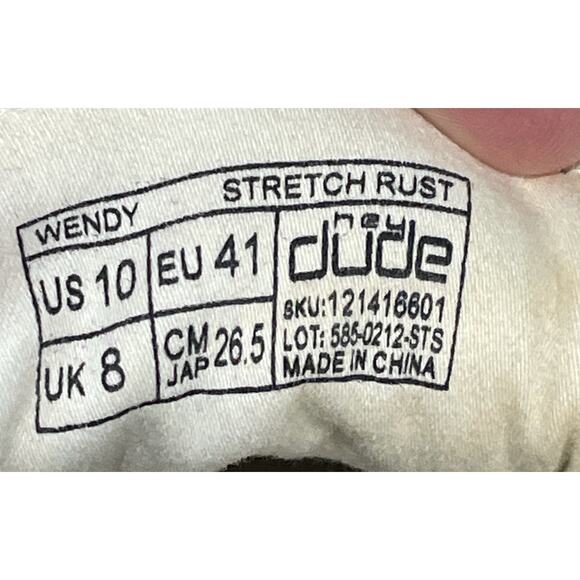 WENDY STRETCH RUST
US 10 EU 41
hey
dude
SKU:121416601
LOT: 585-0212-STS
UK 8 CM 26.5
JAP
MADE IN CHINA